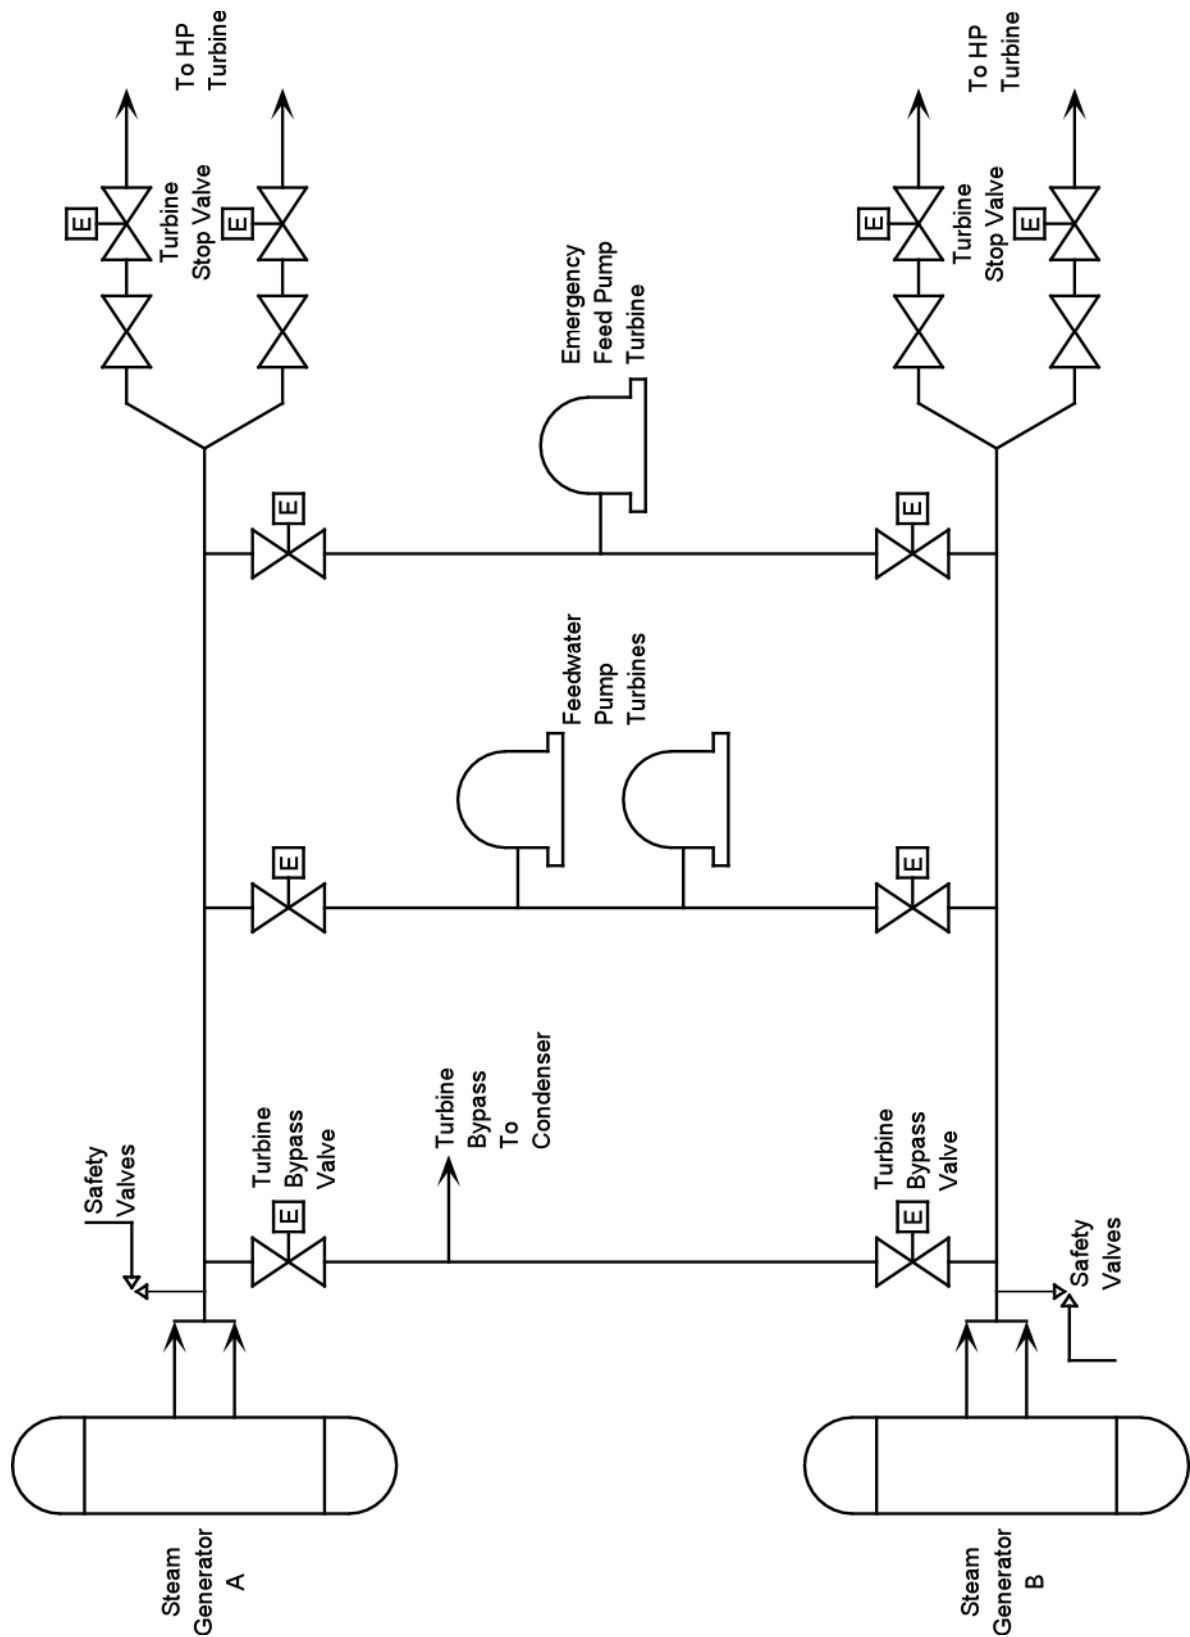 Steam
Generator
A
Safety
Valves
Turbine
Bypass
Valve
E
Turbine
Bypass
To
Condenser
E
Feedwater
Pump
Turbines
E
Emergency
Feed Pump
Turbine
E
Turbine
Stop Valve
E
To HP
Turbine
Steam
Generator
B
Safety
Valves
Turbine
Bypass
Valve
E
E
E
E
Turbine
Stop Valve
E
To HP
Turbine